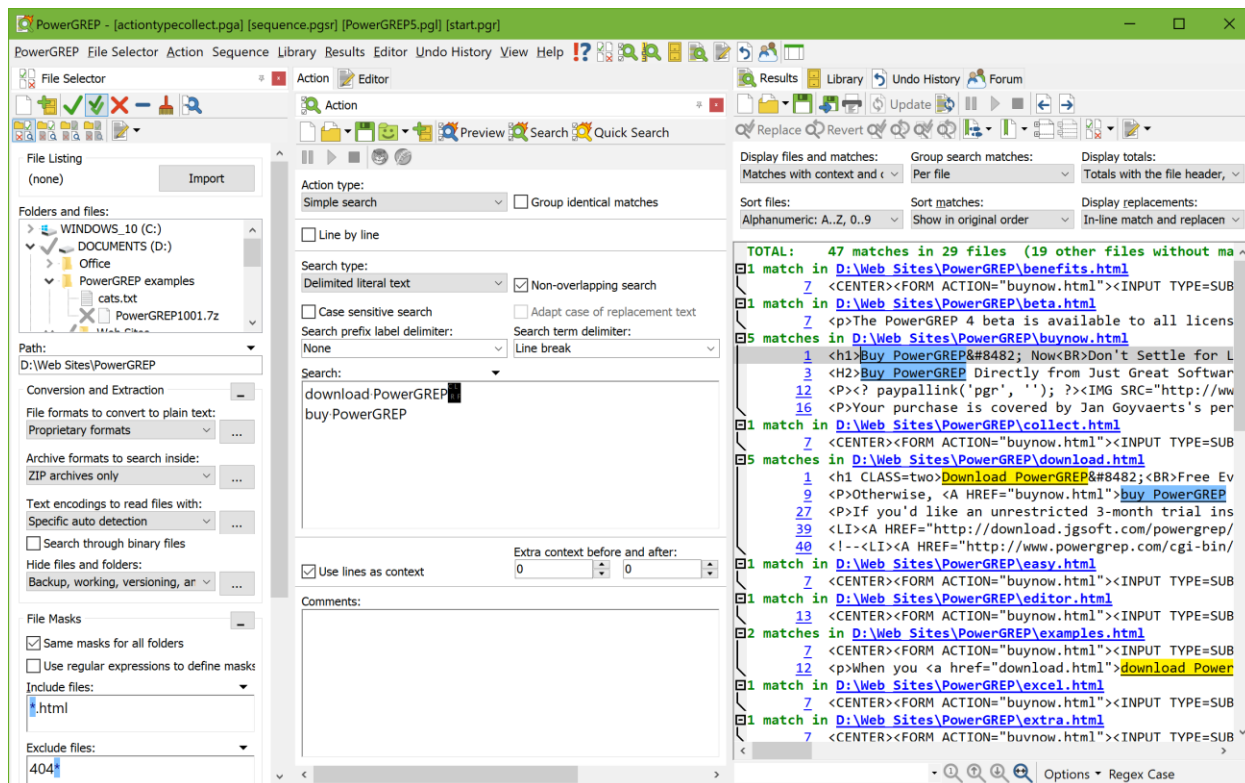 PowerGREP - [actiontypecollect.pga] [sequence.pgsr] [PowerGREP5.pgl] [start.pgr]
PowerGREP File Selector Action Sequence Library Results Editor Undo History View Help
File Selector
File Listing
(none) Import
Folders and files:
WINDOWS_10 (C:)
DOCUMENTS (D:)
Office
PowerGREP examples
cats.txt
PowerGREP1001.7z
Web Sites
Path:
D:\Web Sites\PowerGREP
Conversion and Extraction
File formats to convert to plain text:
Proprietary formats ...
Archive formats to search inside:
ZIP archives only ...
Text encodings to read files with:
Specific auto detection ...
Search through binary files
Hide files and folders:
Backup, working, versioning, ar ...
File Masks
Same masks for all folders
Use regular expressions to define masks
Include files:
*.html
Exclude files:
404*
Action Editor
Action
Preview Search Quick Search
Action type:
Simple search Group identical matches
Line by line
Search type:
Delimited literal text Non-overlapping search
Case sensitive search Adapt case of replacement text
Search prefix label delimiter: Search term delimiter:
None Line break
Search:
download·PowerGREP
buy·PowerGREP
Extra context before and after:
Use lines as context 0 0
Comments:
Results Library Undo History Forum
Update
Replace Revert
Display files and matches: Group search matches: Display totals:
Matches with context and c Per file Totals with the file header,
Sort files: Sort matches: Display replacements:
Alphanumeric: A..Z, 0..9 Show in original order In-line match and replacen
TOTAL: 47 matches in 29 files (19 other files without ma
1 match in D:\Web Sites\PowerGREP\benefits.html
7 <CENTER><FORM ACTION="buynow.html"><INPUT TYPE=SUB
1 match in D:\Web Sites\PowerGREP\beta.html
7 <p>The PowerGREP 4 beta is available to all licens
5 matches in D:\Web Sites\PowerGREP\buynow.html
1 <h1>Buy PowerGREP&#8482; Now<BR>Don't Settle for L
3 <H2>Buy PowerGREP Directly from Just Great Softwar
12 <P><? paypallink('pgr', ''); ?><IMG SRC="http://ww
16 <P>Your purchase is covered by Jan Goyvaerts's per
1 match in D:\Web Sites\PowerGREP\collect.html
7 <CENTER><FORM ACTION="buynow.html"><INPUT TYPE=SUB
5 matches in D:\Web Sites\PowerGREP\download.html
1 <h1 CLASS=two>Download PowerGREP&#8482;<BR>Free Ev
9 <P>Otherwise, <A HREF="buynow.html">buy PowerGREP
27 <P>If you'd like an unrestricted 3-month trial ins
39 <LI><A HREF="http://download.jgsoft.com/powergrep/
40 <!--<LI><A HREF="http://www.powergrep.com/cgi-bin/
1 match in D:\Web Sites\PowerGREP\easy.html
7 <CENTER><FORM ACTION="buynow.html"><INPUT TYPE=SUB
1 match in D:\Web Sites\PowerGREP\editor.html
13 <CENTER><FORM ACTION="buynow.html"><INPUT TYPE=SUB
2 matches in D:\Web Sites\PowerGREP\examples.html
7 <CENTER><FORM ACTION="buynow.html"><INPUT TYPE=SUB
12 <p>When you <a href="download.html">download Power
1 match in D:\Web Sites\PowerGREP\excel.html
7 <CENTER><FORM ACTION="buynow.html"><INPUT TYPE=SUB
1 match in D:\Web Sites\PowerGREP\extra.html
7 <CENTER><FORM ACTION="buynow.html"><INPUT TYPE=SUB
Options Regex Case